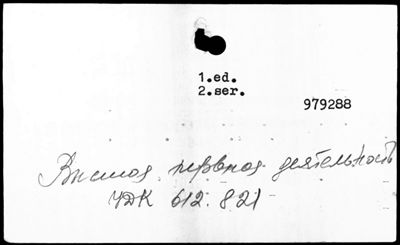 1.ed.
2.ser.
979288
Высшая нервная деятельность
УДК 612.821